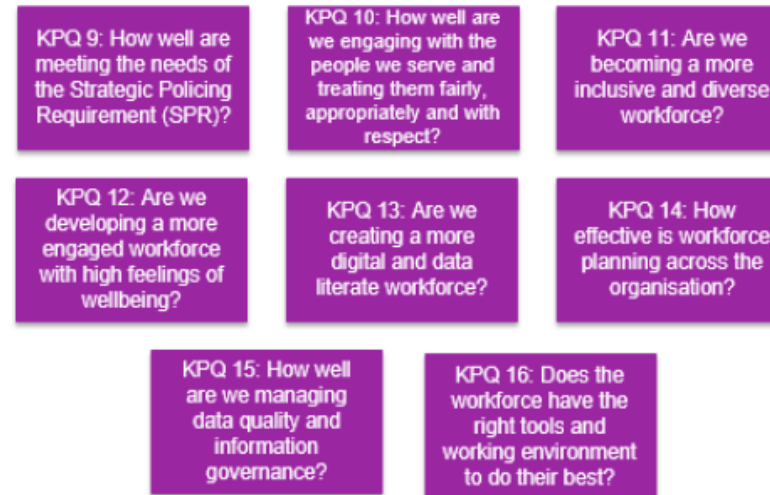 KPQ 9: How well are
meeting the needs of
the Strategic Policing
Requirement (SPR)?
KPQ 10: How well are
we engaging with the
people we serve and
treating them fairly,
appropriately and with
respect?
KPQ 11: Are we
becoming a more
inclusive and diverse
workforce?
KPQ 12: Are we
developing a more
engaged workforce
with high feelings of
wellbeing?
KPQ 13: Are we
creating a more
digital and data
literate workforce?
KPQ 14: How
effective is workforce
planning across the
organisation?
KPQ 15: How well
are we managing
data quality and
information
governance?
KPQ 16: Does the
workforce have the
right tools and
working environment
to do their best?